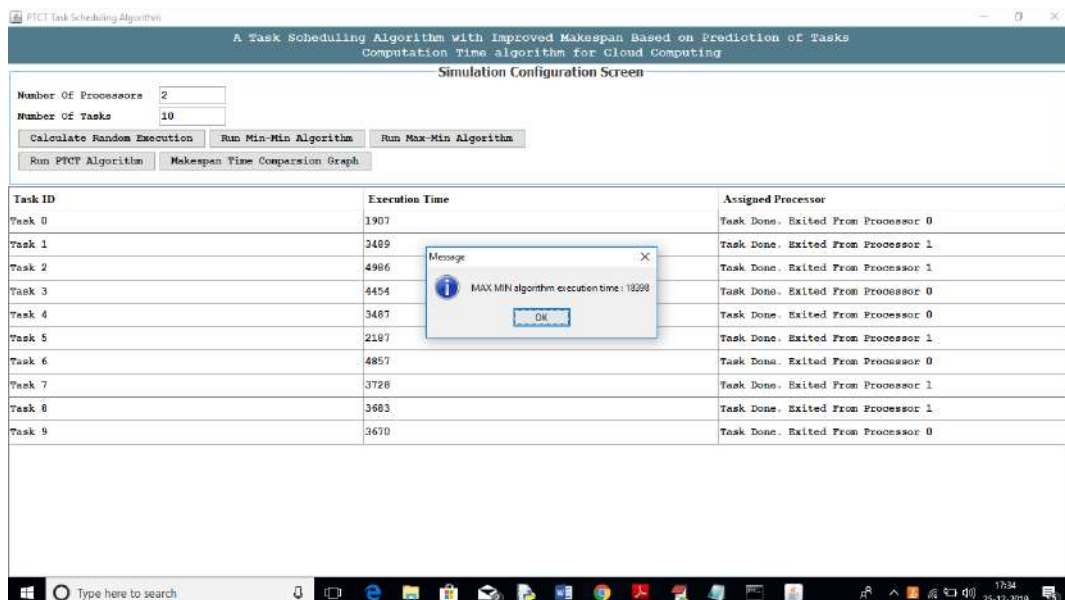 PTCT Task Scheduling Algorithm
A Task Scheduling Algorithm with Improved Makespan Based on Prediction of Tasks
Computation Time algorithm for Cloud Computing
Simulation Configuration Screen
Number Of Processors 2
Number Of Tasks 10
Calculate Random Execution Run Min-Min Algorithm Run Max-Min Algorithm
Run PTCT Algorithm Makespan Time Comparsion Graph
Task ID Execution Time Assigned Processor
Task 0 1907 Task Done. Exited From Processor 0
Task 1 3489 Task Done. Exited From Processor 1
Task 2 4986 Task Done. Exited From Processor 1
Task 3 4454 Task Done. Exited From Processor 0
Task 4 3487 Task Done. Exited From Processor 0
Task 5 2187 Task Done. Exited From Processor 1
Task 6 4857 Task Done. Exited From Processor 0
Task 7 3728 Task Done. Exited From Processor 1
Task 8 3683 Task Done. Exited From Processor 1
Task 9 3670 Task Done. Exited From Processor 0
Message
MAX MIN algorithm execution time : 18398
OK
Type here to search
17:34
25-12-2019